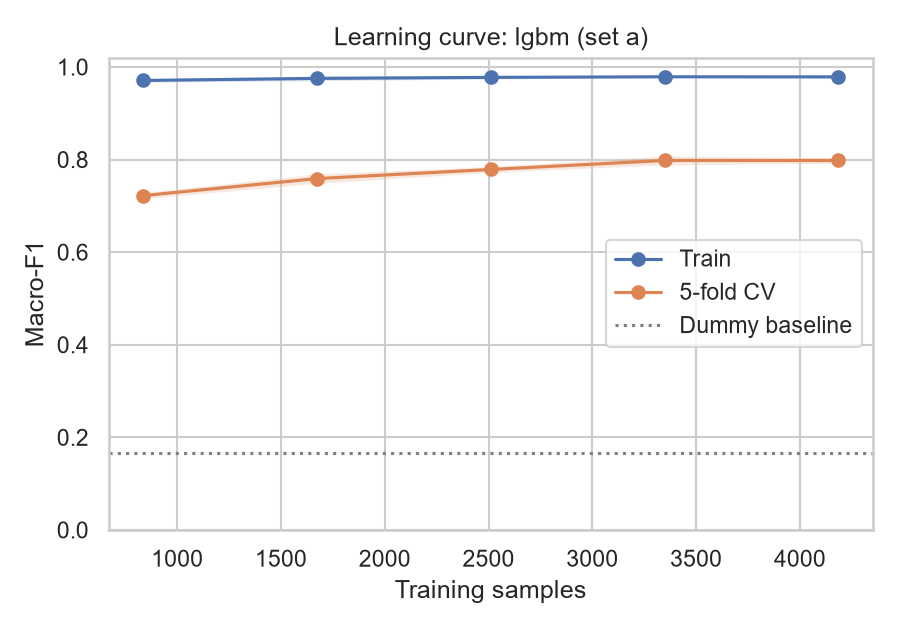 Learning curve: lgbm (set a)
1.0
0.8
0.6
0.4
0.2
0.0
Macro-F1
Train
5-fold CV
Dummy baseline
1000 1500 2000 2500 3000 3500 4000
Training samples